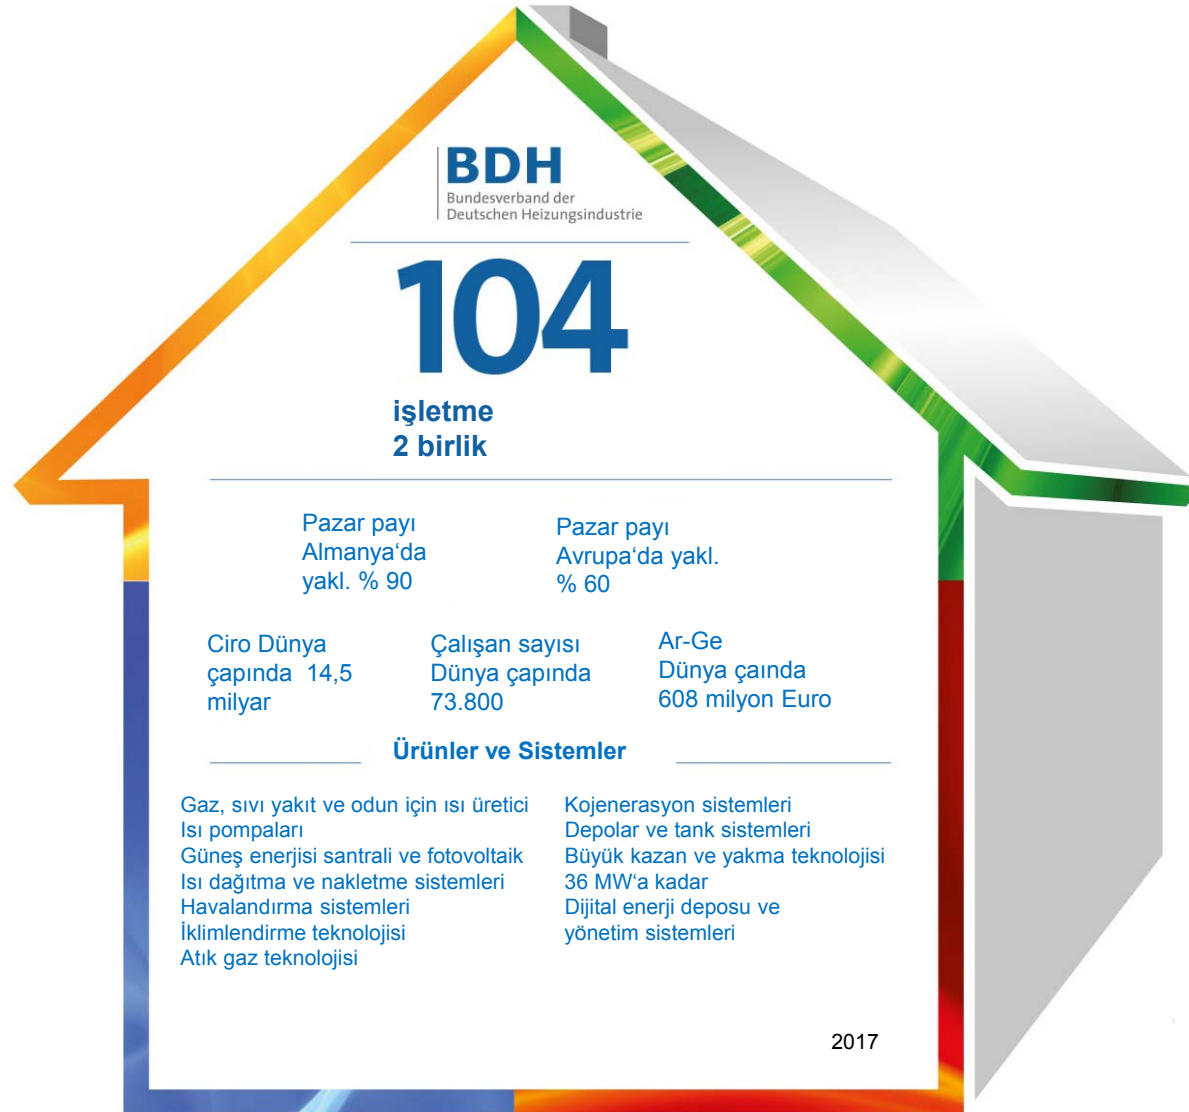 BDH
Bundesverband der
Deutschen Heizungsindustrie
104
işletme
2 birlik
Pazar payı
Almanya‘da
yakl. % 90
Pazar payı
Avrupa‘da yakl.
% 60
Ciro Dünya
çapında 14,5
milyar
Çalışan sayısı
Dünya çapında
73.800
Ar-Ge
Dünya çaında
608 milyon Euro
Ürünler ve Sistemler
Gaz, sıvı yakıt ve odun için ısı üretici
Isı pompaları
Güneş enerjisi santrali ve fotovoltaik
Isı dağıtma ve nakletme sistemleri
Havalandırma sistemleri
İklimlendirme teknolojisi
Atık gaz teknolojisi
Kojenerasyon sistemleri
Depolar ve tank sistemleri
Büyük kazan ve yakma teknolojisi
36 MW‘a kadar
Dijital enerji deposu ve
yönetim sistemleri
2017